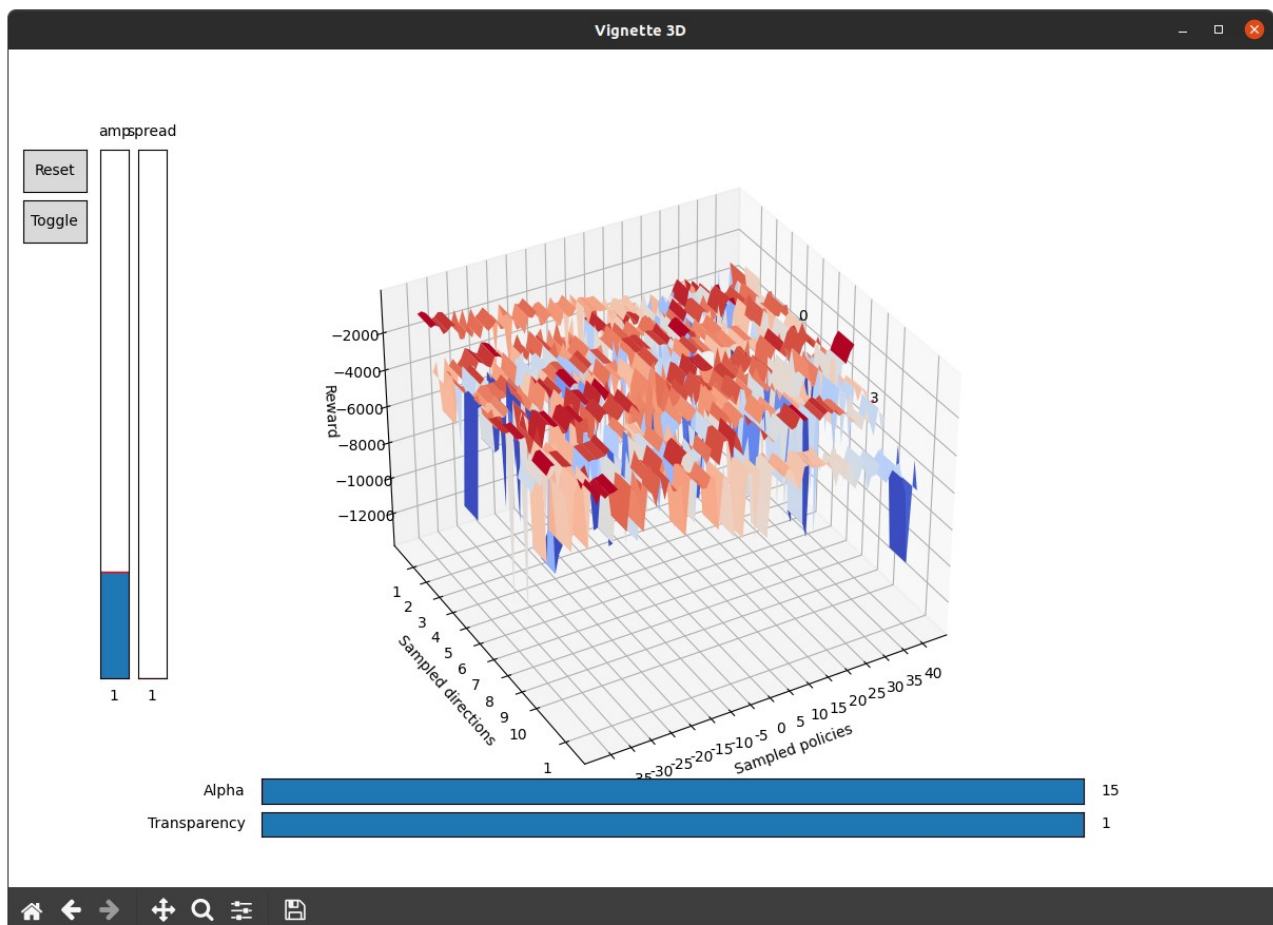 Vignette 3D
amp spread
Reset
Toggle
0
3
−2000
−4000
−6000
−8000
−10000
−12000
Reward
1
2
3
4
5
6
7
8
9
10
1
Sampled directions
-30 -25 -20 -15 -10 -5 0 5 10 15 20 25 30 35 40
Sampled policies
1 1
Alpha 15
Transparency 1